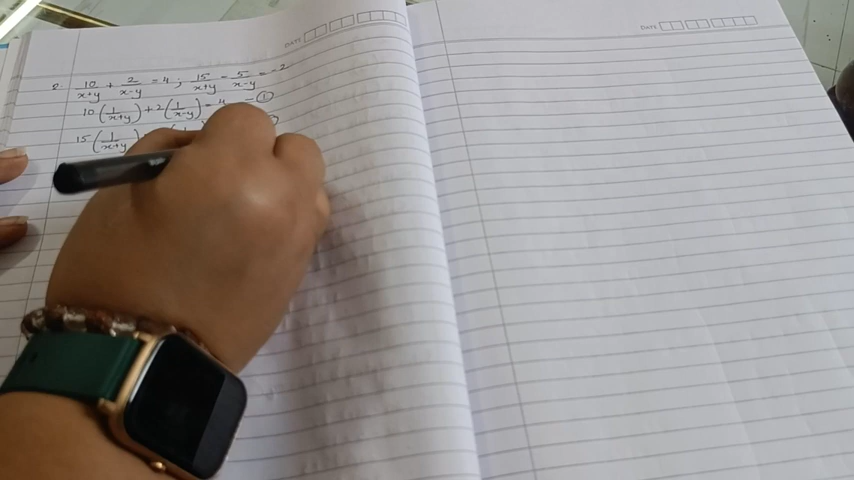 DATE
DATE
2. 10/(x+y) + 2/(x-y) = 4 ; 15/(x+y) - 5/(x-y) = -2
10(1/(x+y)) + 2(1/(x-y)) = 4 — ①
15(1/(x+y)